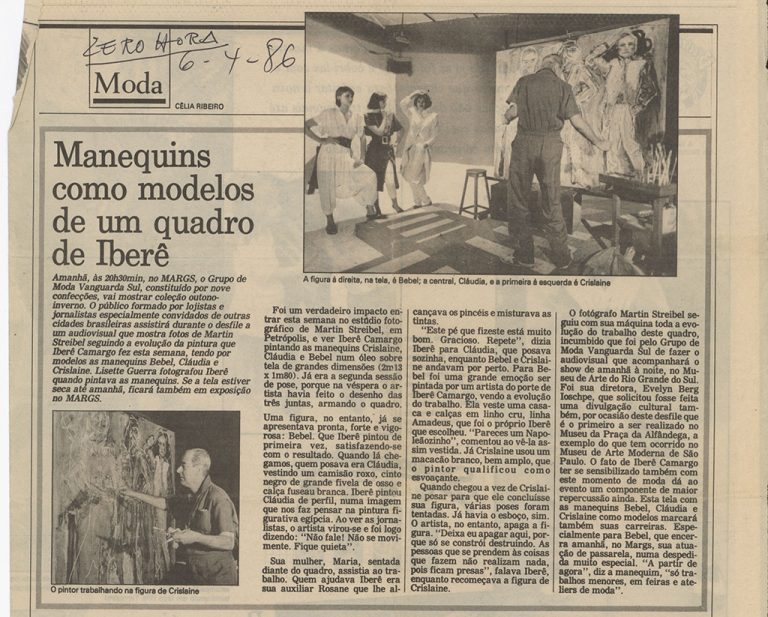 ZERO HORA
6-4-86
Moda
CÉLIA RIBEIRO
Manequins
como modelos
de um quadro
de Iberê
A figura à direita, na tela, é Bebel; a central, Cláudia, e a primeira à esquerda é Crislaine
Amanhã, às 20h30min, no MARGS, o Grupo de
Moda Vanguarda Sul, constituído por nove
confecções, vai mostrar coleção outono-
inverno. O público formado por lojistas e
jornalistas especialmente convidados de outras
cidades brasileiras assistirá durante o desfile a
um audiovisual que mostra fotos de Martin
Streibel seguindo a evolução da pintura que
Iberê Camargo fez esta semana, tendo por
modelos as manequins Bebel, Cláudia e
Crislaine. Lisette Guerra fotografou Iberê
quando pintava as manequins. Se a tela estiver
seca até amanhã, ficará também em exposição
no MARGS.
O pintor trabalhando na figura de Crislaine
Foi um verdadeiro impacto en-
trar esta semana no estúdio foto-
gráfico de Martin Streibel, em
Petrópolis, e ver Iberê Camargo
pintando as manequins Crislaine,
Cláudia e Bebel num óleo sobre
tela de grandes dimensões (2m13
x 1m80). Já era a segunda sessão
de pose, porque na véspera o ar-
tista havia feito o desenho das
três juntas, armando o quadro.
Uma figura, no entanto, já se
apresentava pronta, forte e vigo-
rosa: Bebel. Que Iberê pintou de
primeira vez, satisfazendo-se
com o resultado. Quando lá che-
gamos, quem posava era Cláudia,
vestindo um camisão roxo, cinto
negro de grande fivela de osso e
calça fuseau branca. Iberê pintou
Cláudia de perfil, numa imagem
que nos faz pensar na pintura fi-
gurativa egípcia. Ao ver as jorna-
listas, o artista virou-se e foi logo
dizendo: "Não fale! Não se movi-
mente. Fique quieta".
Sua mulher, Maria, sentada
diante do quadro, assistia ao tra-
balho. Quem ajudava Iberê era
sua auxiliar Rosane que lhe al-
cançava os pincéis e misturava as
tintas.
"Este pé que fizeste está muito
bom. Gracioso. Repete", dizia
Iberê para Cláudia, que posava
sozinha, enquanto Bebel e Crislai-
ne andavam por perto. Para Be-
bel foi uma grande emoção ser
pintada por um artista do porte de
Iberê Camargo, vendo a evolução
do trabalho. Ela veste uma casa-
ca e calças em linho cru, linha
Amadeus, que foi o próprio Iberê
que escolheu. "Pareces um Napo-
leãozinho", comentou ao vê-la as-
sim vestida. Já Crislaine usou um
macacão branco, bem amplo, que
o pintor qualificou como
esvoaçante.
Quando chegou a vez de Crislai-
ne posar para que ele concluísse
sua figura, várias poses foram
tentadas. Já havia o esboço, sim.
O artista, no entanto, apaga a fi-
gura. "Deixa eu apagar aqui, por-
que só se constrói destruindo. As
pessoas que se prendem às coisas
que fazem não realizam nada,
pois ficam presas", falava Iberê,
enquanto recomeçava a figura de
Crislaine.
O fotógrafo Martin Streibel se-
guiu com sua máquina toda a evo-
lução do trabalho deste quadro,
incumbido que foi pelo Grupo de
Moda Vanguarda Sul de fazer o
audiovisual que acompanhará o
show de amanhã à noite, no Mu-
seu de Arte do Rio Grande do Sul.
Foi sua diretora, Evelyn Berg
Ioschpe, que solicitou fosse feita
uma divulgação cultural tam-
bém, por ocasião deste desfile que
é o primeiro a ser realizado no
Museu da Praça da Alfândega, a
exemplo do que tem ocorrido no
Museu de Arte Moderna de São
Paulo. O fato de Iberê Camargo
ter se sensibilizado também com
este momento de moda dá ao
evento um componente de maior
repercussão ainda. Esta tela com
as manequins Bebel, Cláudia e
Crislaine como modelos marcará
também suas carreiras. Especi-
almente para Bebel, que encer-
ra amanhã, no Margs, sua atua-
ção de passarela, numa despedi-
da muito especial. "A partir de
agora", diz a manequim, "só tra-
balhos menores, em feiras e ate-
liers de moda".